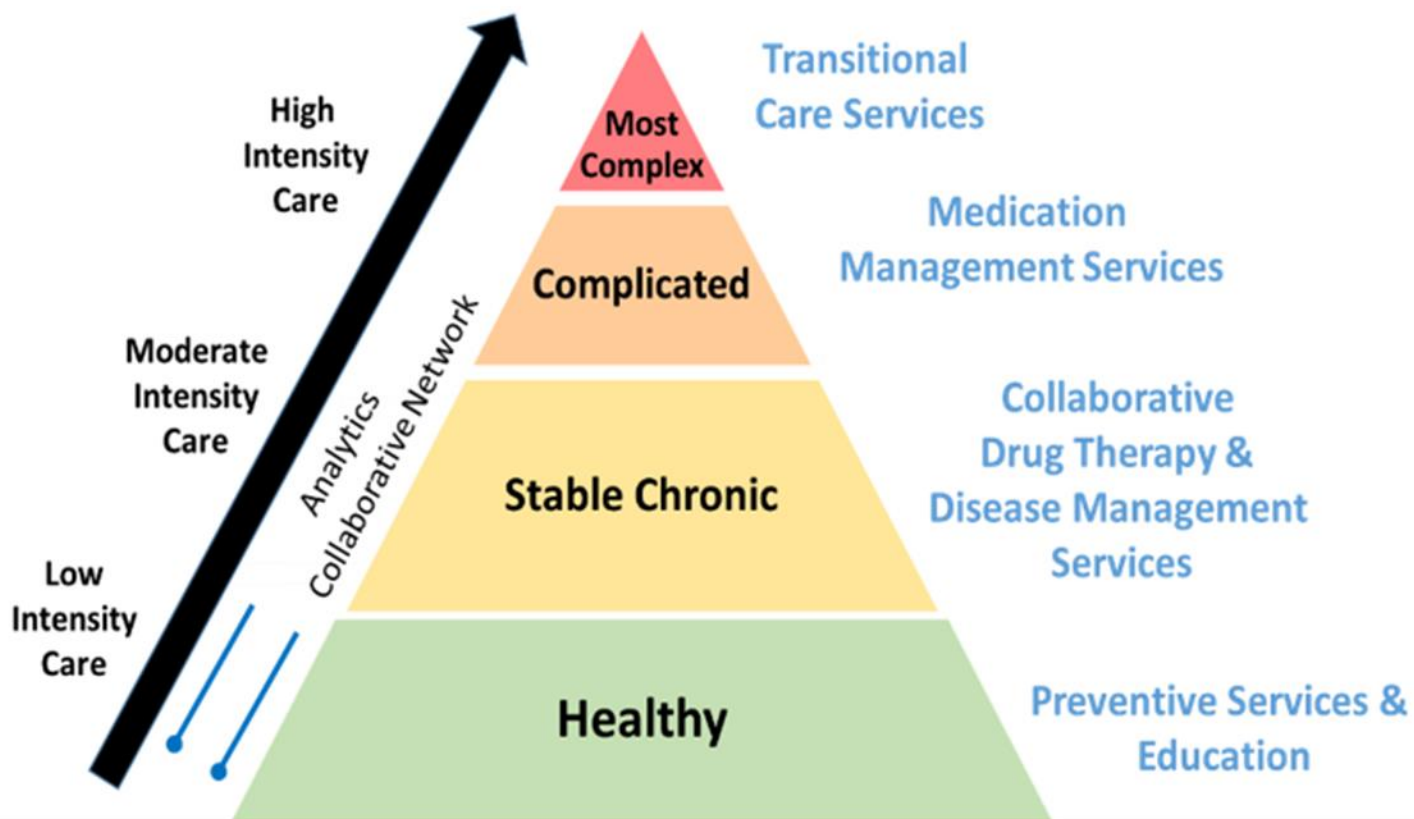 High
Intensity
Care
Moderate
Intensity
Care
Low
Intensity
Care
Analytics
Collaborative Network
Most
Complex
Complicated
Stable Chronic
Healthy
Transitional
Care Services
Medication
Management Services
Collaborative
Drug Therapy &
Disease Management
Services
Preventive Services &
Education